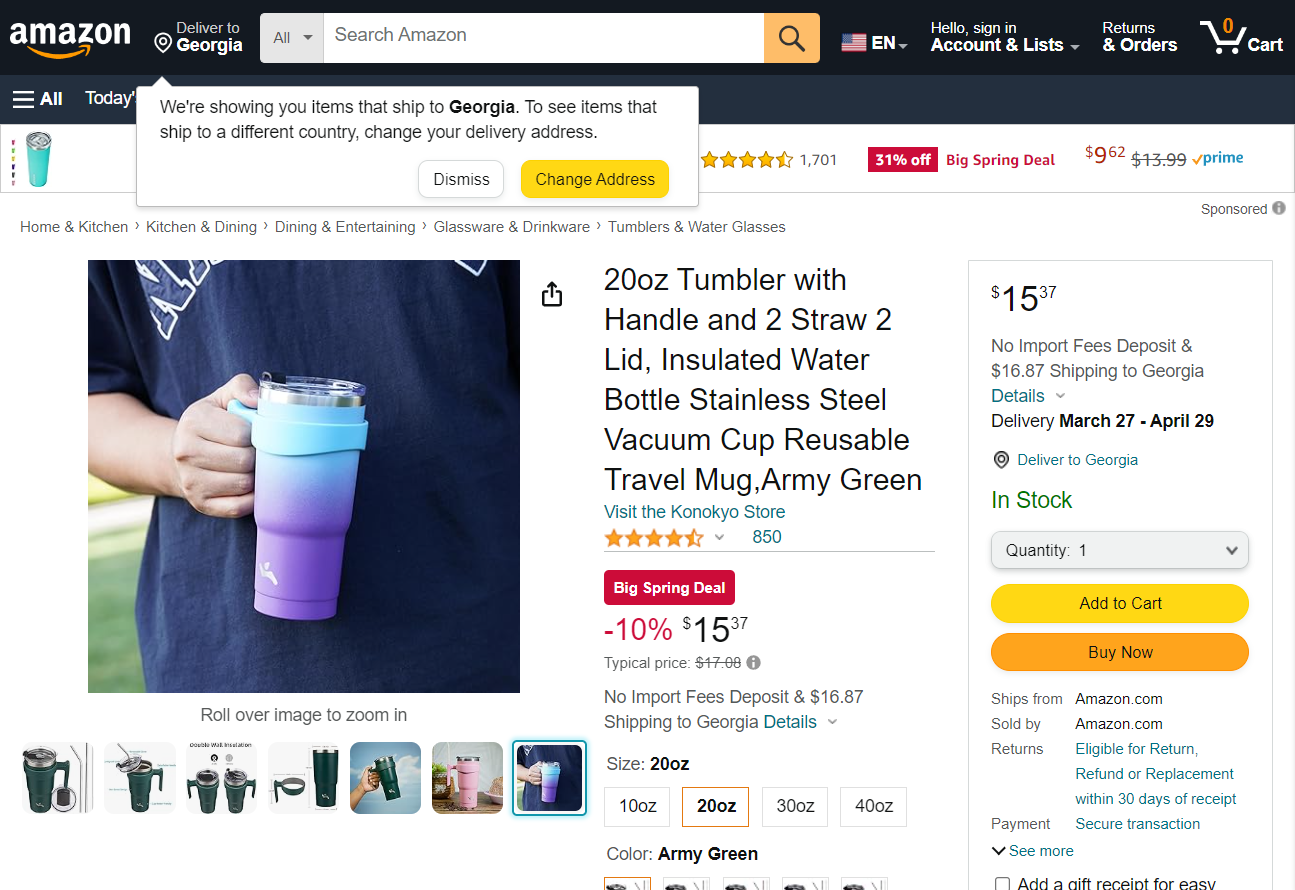 amazon
Deliver to
Georgia
All
Search Amazon
EN
Hello, sign in
Account & Lists
Returns
& Orders
0
Cart
All
Today'
We're showing you items that ship to Georgia. To see items that
ship to a different country, change your delivery address.
Dismiss
Change Address
1,701
31% off
Big Spring Deal
$9 62
$13.99
prime
Sponsored
Home & Kitchen › Kitchen & Dining › Dining & Entertaining › Glassware & Drinkware › Tumblers & Water Glasses
20oz Tumbler with
Handle and 2 Straw 2
Lid, Insulated Water
Bottle Stainless Steel
Vacuum Cup Reusable
Travel Mug,Army Green
Visit the Konokyo Store
850
Big Spring Deal
-10% $15 37
Typical price: $17.08
No Import Fees Deposit & $16.87
Shipping to Georgia Details
Size: 20oz
10oz
20oz
30oz
40oz
Color: Army Green
Roll over image to zoom in
Double Wall Insulation
$15 37
No Import Fees Deposit &
$16.87 Shipping to Georgia
Details
Delivery March 27 - April 29
Deliver to Georgia
In Stock
Quantity: 1
Add to Cart
Buy Now
Ships from Amazon.com
Sold by Amazon.com
Returns Eligible for Return,
Refund or Replacement
within 30 days of receipt
Payment Secure transaction
See more
Add a gift receipt for easy